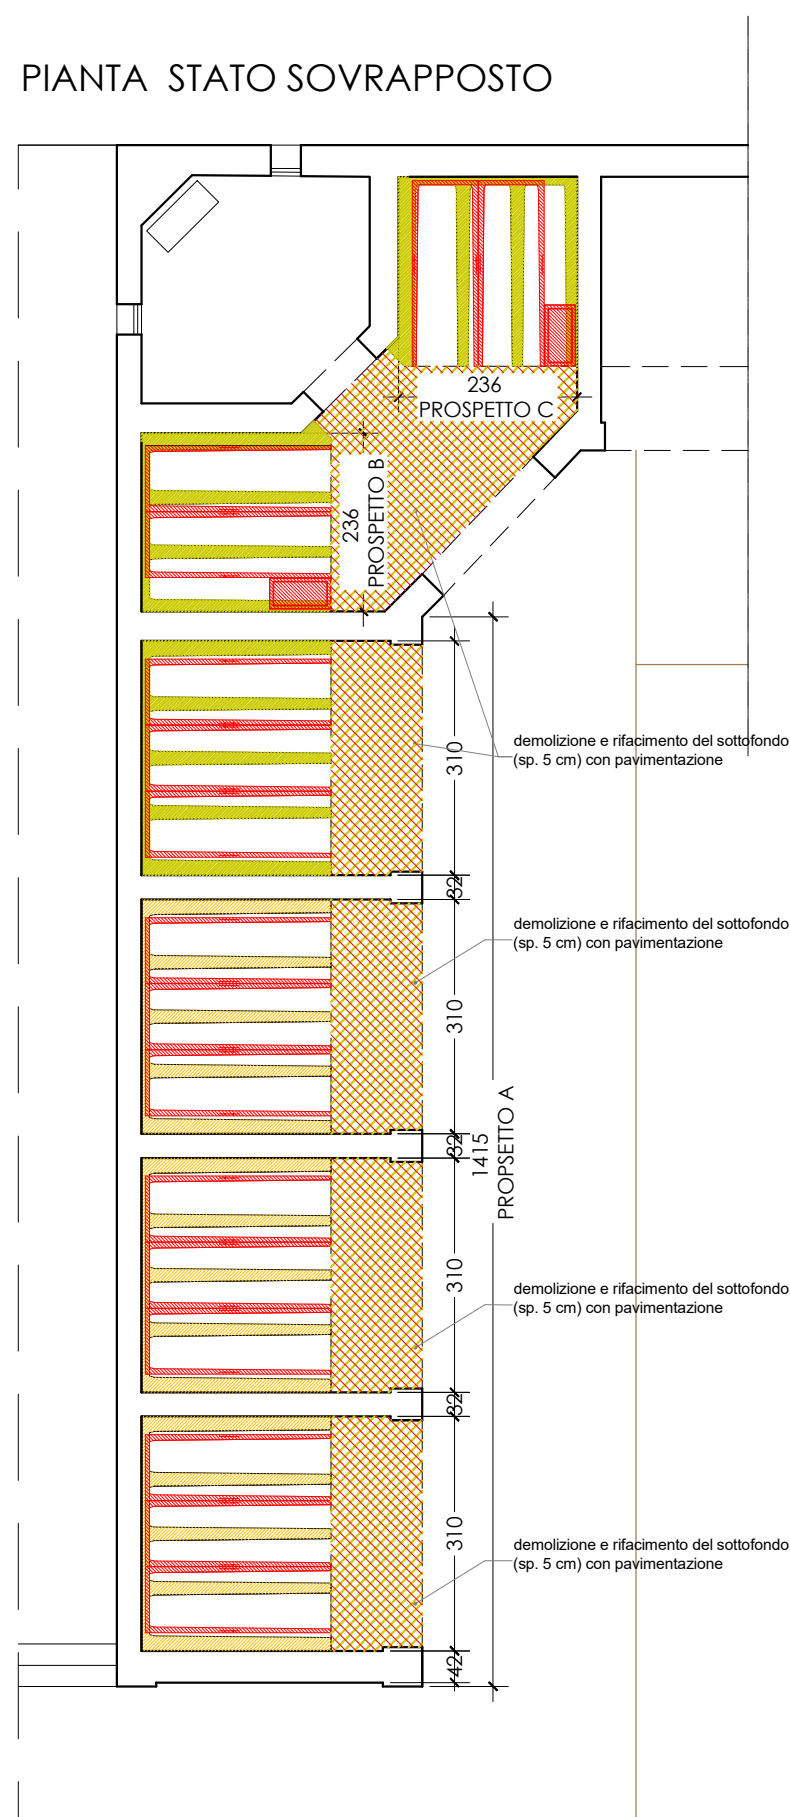 PIANTA STATO SOVRAPPOSTO
236
PROSPETTO C
236
PROSPETTO B
310
demolizione e rifacimento del sottofondo
(sp. 5 cm) con pavimentazione
32
demolizione e rifacimento del sottofondo
(sp. 5 cm) con pavimentazione
310
1415
PROPSETTO A
32
310
demolizione e rifacimento del sottofondo
(sp. 5 cm) con pavimentazione
32
310
demolizione e rifacimento del sottofondo
(sp. 5 cm) con pavimentazione
42